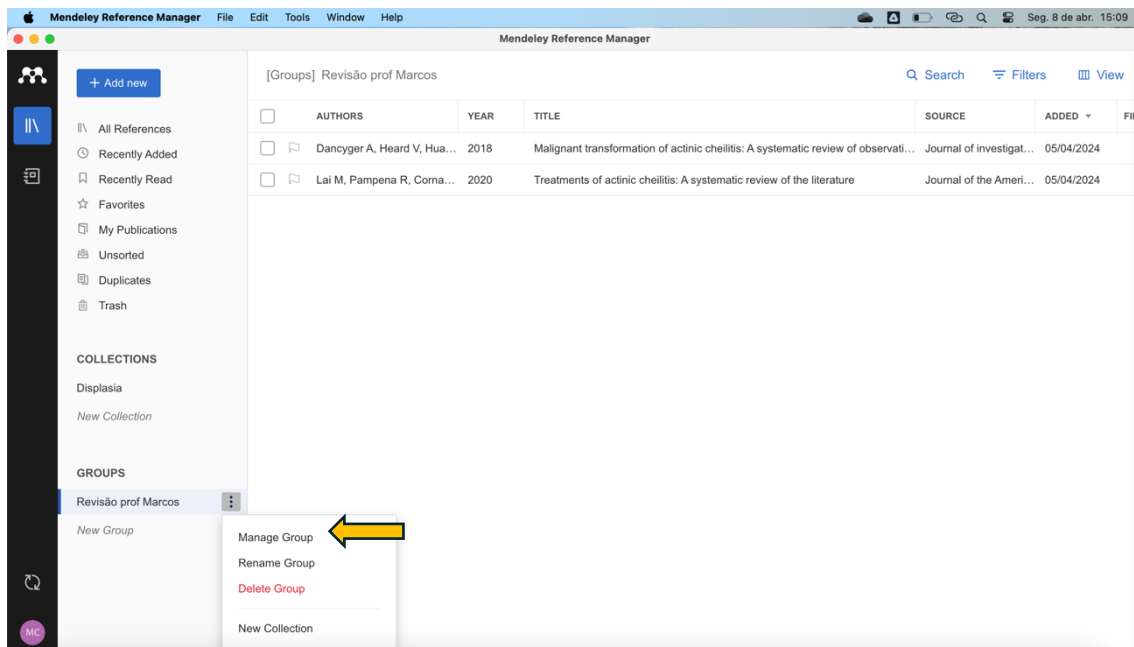 Mendeley Reference Manager File Edit Tools Window Help Seg. 8 de abr. 15:09
Mendeley Reference Manager
+ Add new
All References
Recently Added
Recently Read
Favorites
My Publications
Unsorted
Duplicates
Trash
COLLECTIONS
Displasia
New Collection
GROUPS
Revisão prof Marcos
New Group
MC
[Groups] Revisão prof Marcos Search Filters View
AUTHORS YEAR TITLE SOURCE ADDED FI
Dancyger A, Heard V, Hua... 2018 Malignant transformation of actinic cheilitis: A systematic review of observati... Journal of investigat... 05/04/2024
Lai M, Pampena R, Corna... 2020 Treatments of actinic cheilitis: A systematic review of the literature Journal of the Ameri... 05/04/2024
Manage Group
Rename Group
Delete Group
New Collection